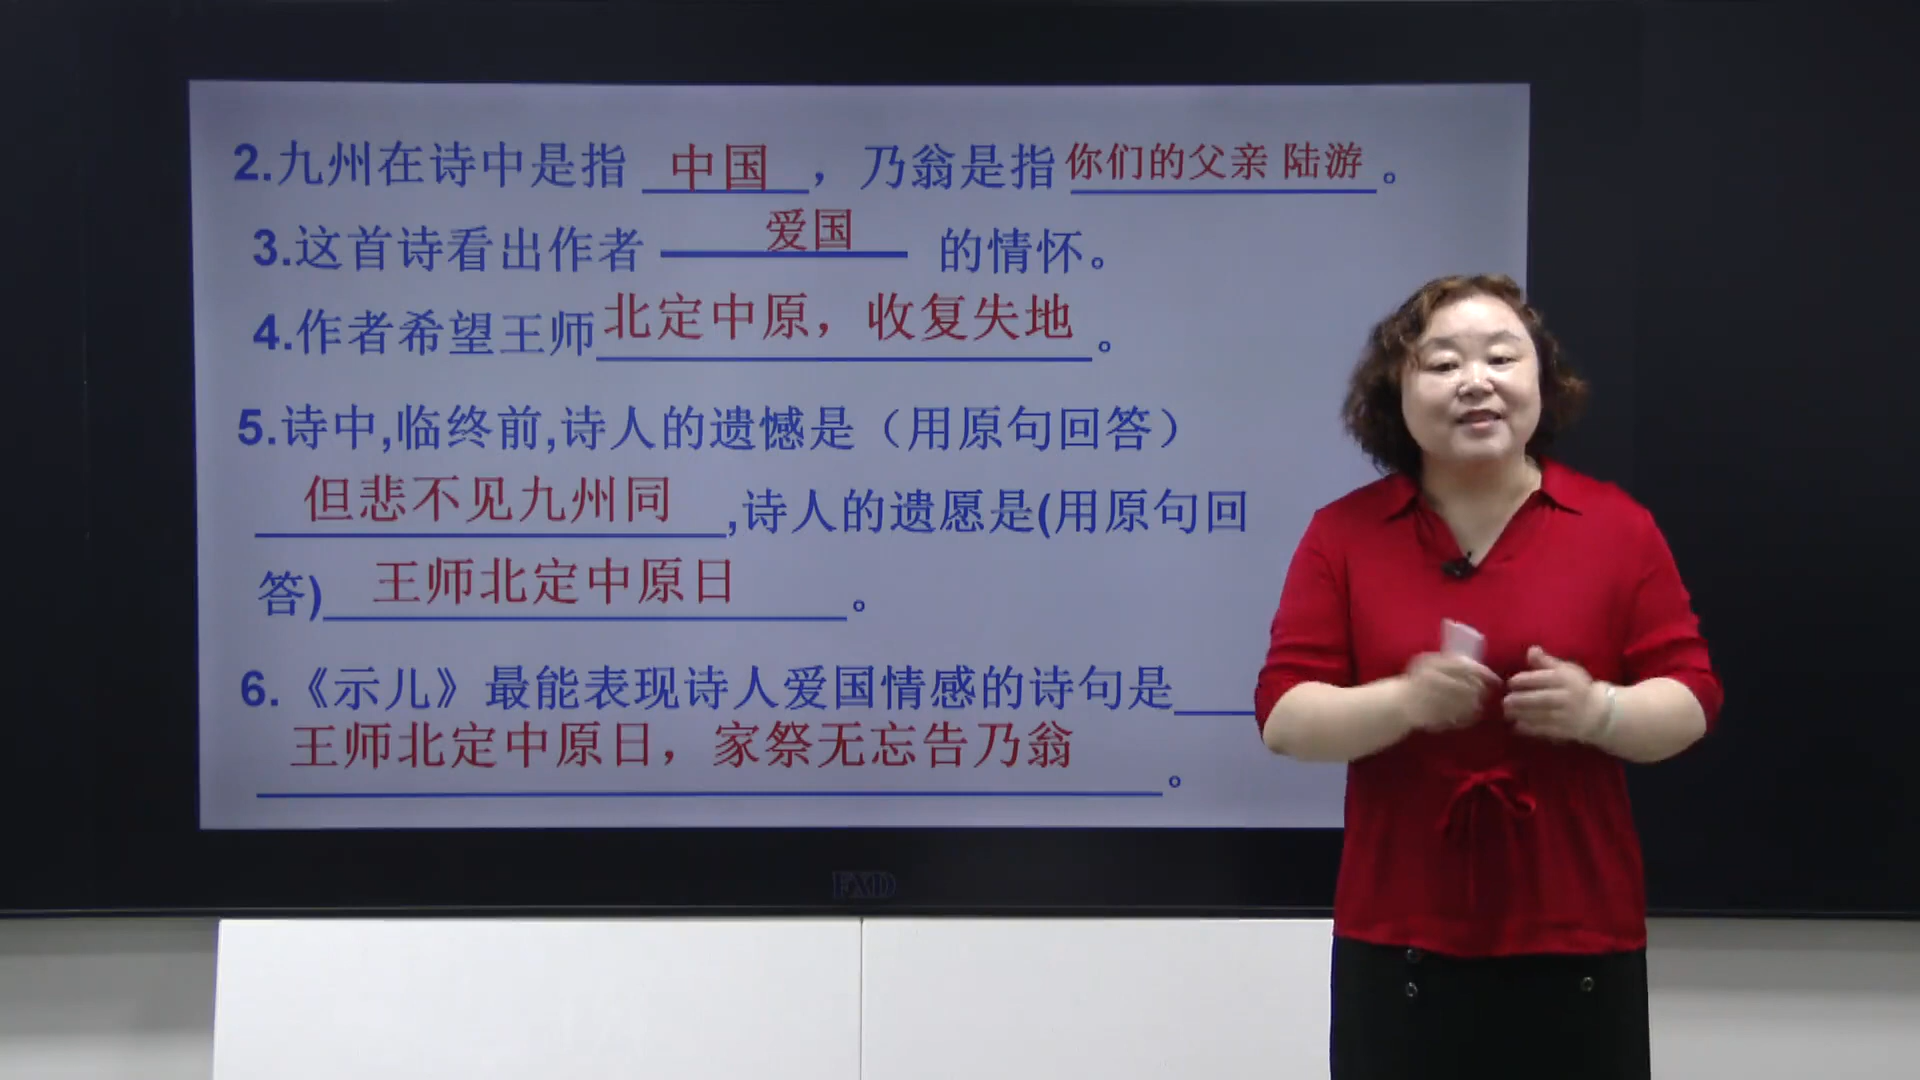 2.九州在诗中是指 中国 ，乃翁是指 你们的父亲 陆游 。
3.这首诗看出作者 爱国 的情怀。
4.作者希望王师北定中原，收复失地 。
5.诗中,临终前,诗人的遗憾是（用原句回答）
但悲不见九州同 ,诗人的遗愿是(用原句回
答) 王师北定中原日 。
6.《示儿》最能表现诗人爱国情感的诗句是
王师北定中原日，家祭无忘告乃翁 。
FXD